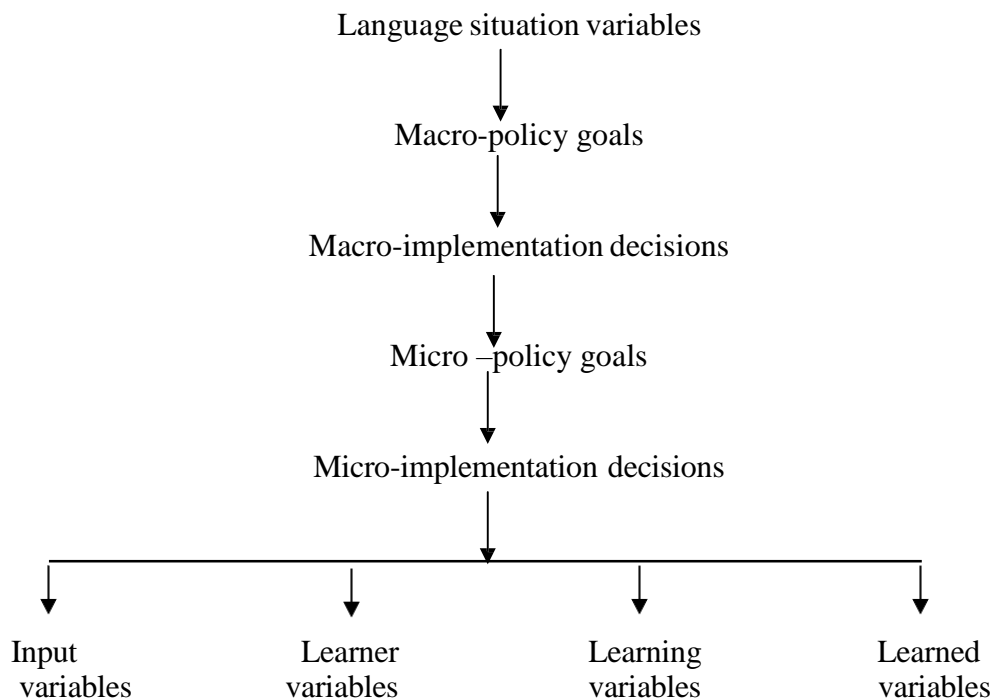 Language situation variables
Macro-policy goals
Macro-implementation decisions
Micro –policy goals
Micro-implementation decisions
Input
variables
Learner
variables
Learning
variables
Learned
variables